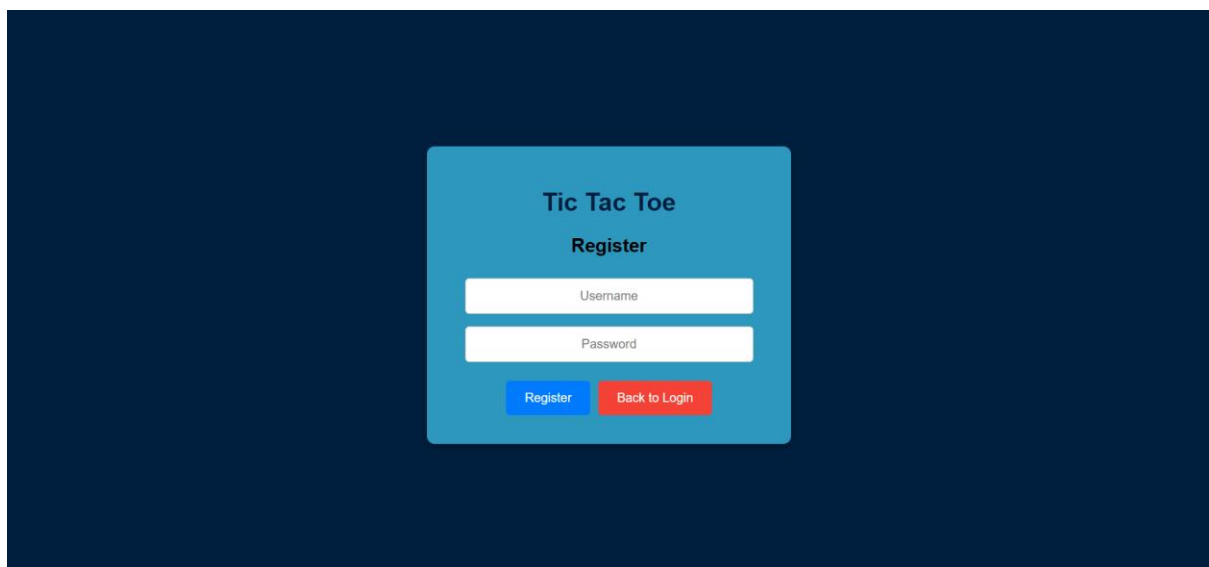 Tic Tac Toe
Register
Username
Password
Register Back to Login